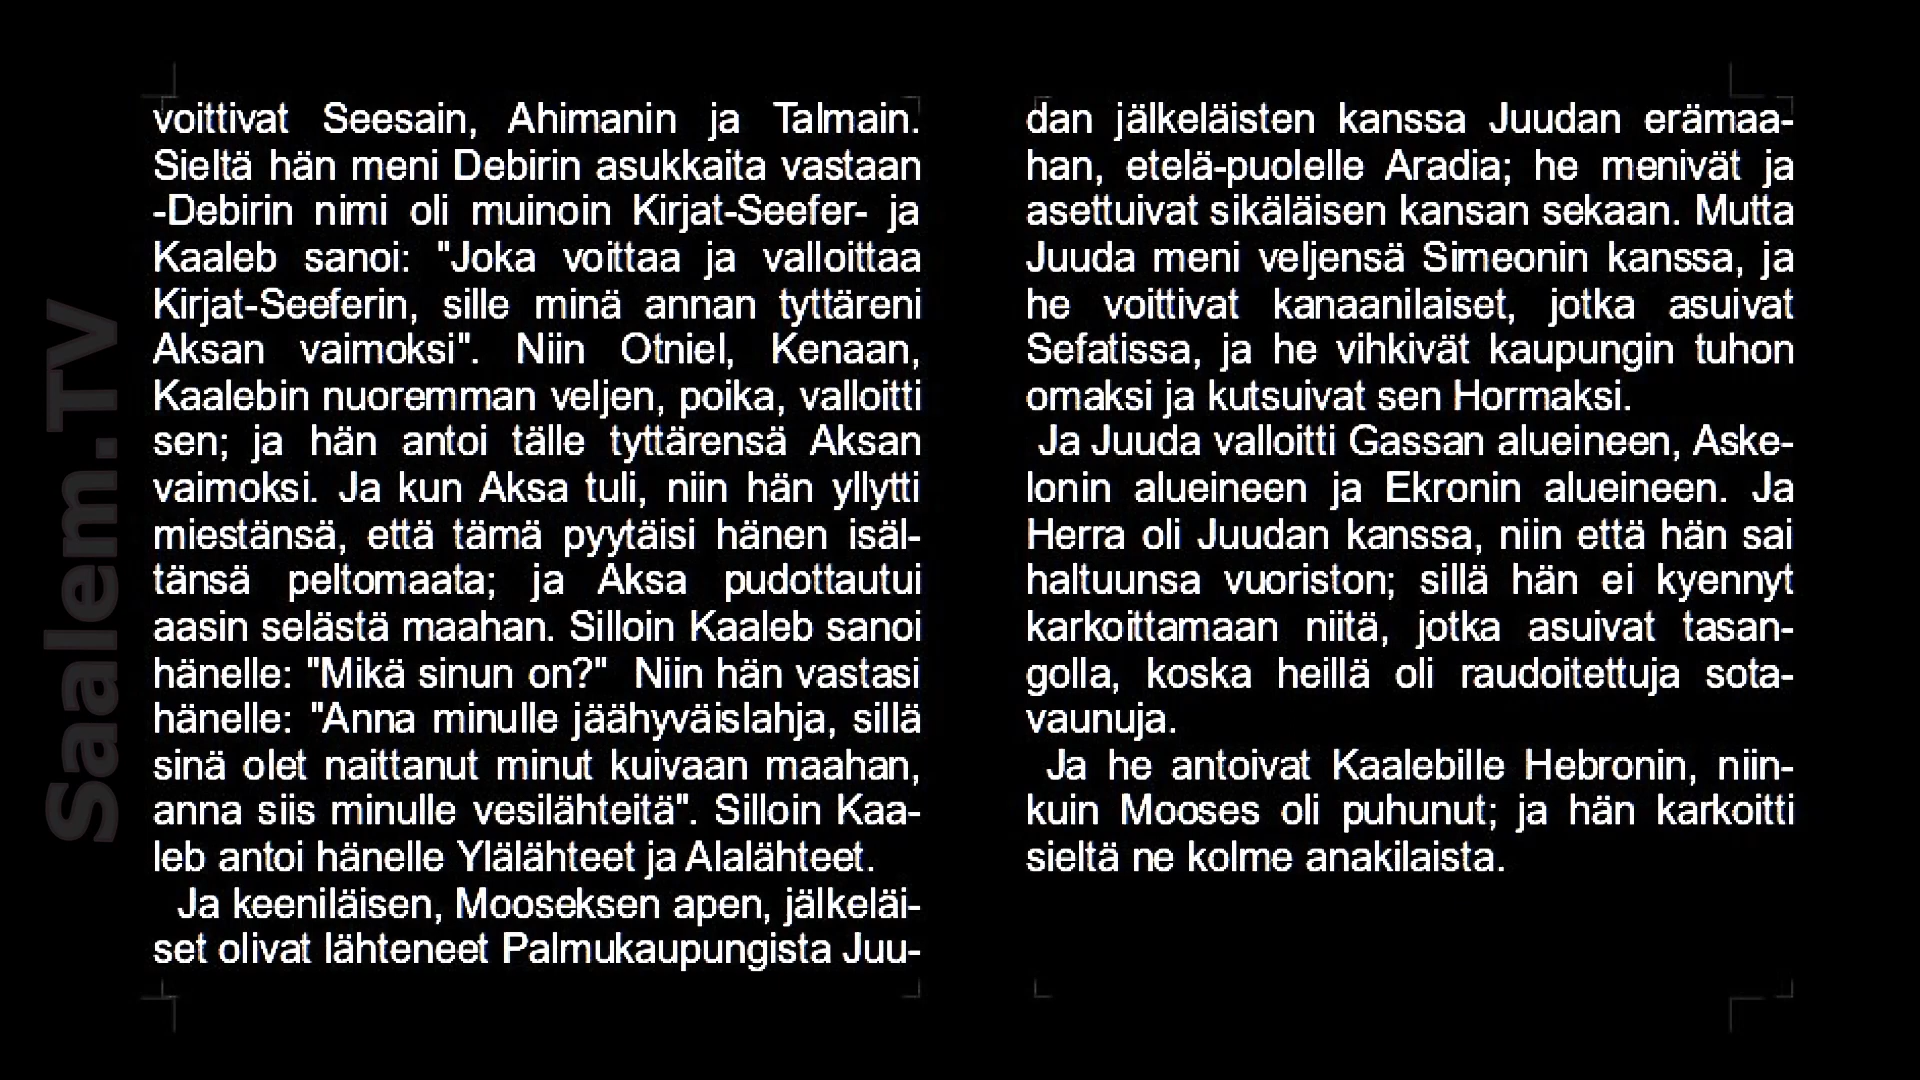 voittivat Seesain, Ahimanin ja Talmain.
Sieltä hän meni Debirin asukkaita vastaan
-Debirin nimi oli muinoin Kirjat-Seefer- ja
Kaaleb sanoi: "Joka voittaa ja valloittaa
Kirjat-Seeferin, sille minä annan tyttäreni
Aksan vaimoksi". Niin Otniel, Kenaan,
Kaalebin nuoremman veljen, poika, valloitti
sen; ja hän antoi tälle tyttärensä Aksan
vaimoksi. Ja kun Aksa tuli, niin hän yllytti
miestänsä, että tämä pyytäisi hänen isäl-
tänsä peltomaata; ja Aksa pudottautui
aasin selästä maahan. Silloin Kaaleb sanoi
hänelle: "Mikä sinun on?" Niin hän vastasi
hänelle: "Anna minulle jäähyväislahja, sillä
sinä olet naittanut minut kuivaan maahan,
anna siis minulle vesilähteitä". Silloin Kaa-
leb antoi hänelle Ylälähteet ja Alalähteet.
Ja keeniläisen, Mooseksen apen, jälkeläi-
set olivat lähteneet Palmukaupungista Juu-
dan jälkeläisten kanssa Juudan erämaa-
han, etelä-puolelle Aradia; he menivät ja
asettuivat sikäläisen kansan sekaan. Mutta
Juuda meni veljensä Simeonin kanssa, ja
he voittivat kanaanilaiset, jotka asuivat
Sefatissa, ja he vihkivät kaupungin tuhon
omaksi ja kutsuivat sen Hormaksi.
Ja Juuda valloitti Gassan alueineen, Aske-
lonin alueineen ja Ekronin alueineen. Ja
Herra oli Juudan kanssa, niin että hän sai
haltuunsa vuoriston; sillä hän ei kyennyt
karkoittamaan niitä, jotka asuivat tasan-
golla, koska heillä oli raudoitettuja sota-
vaunuja.
Ja he antoivat Kaalebille Hebronin, niin-
kuin Mooses oli puhunut; ja hän karkoitti
sieltä ne kolme anakilaista.
Saalem.TV